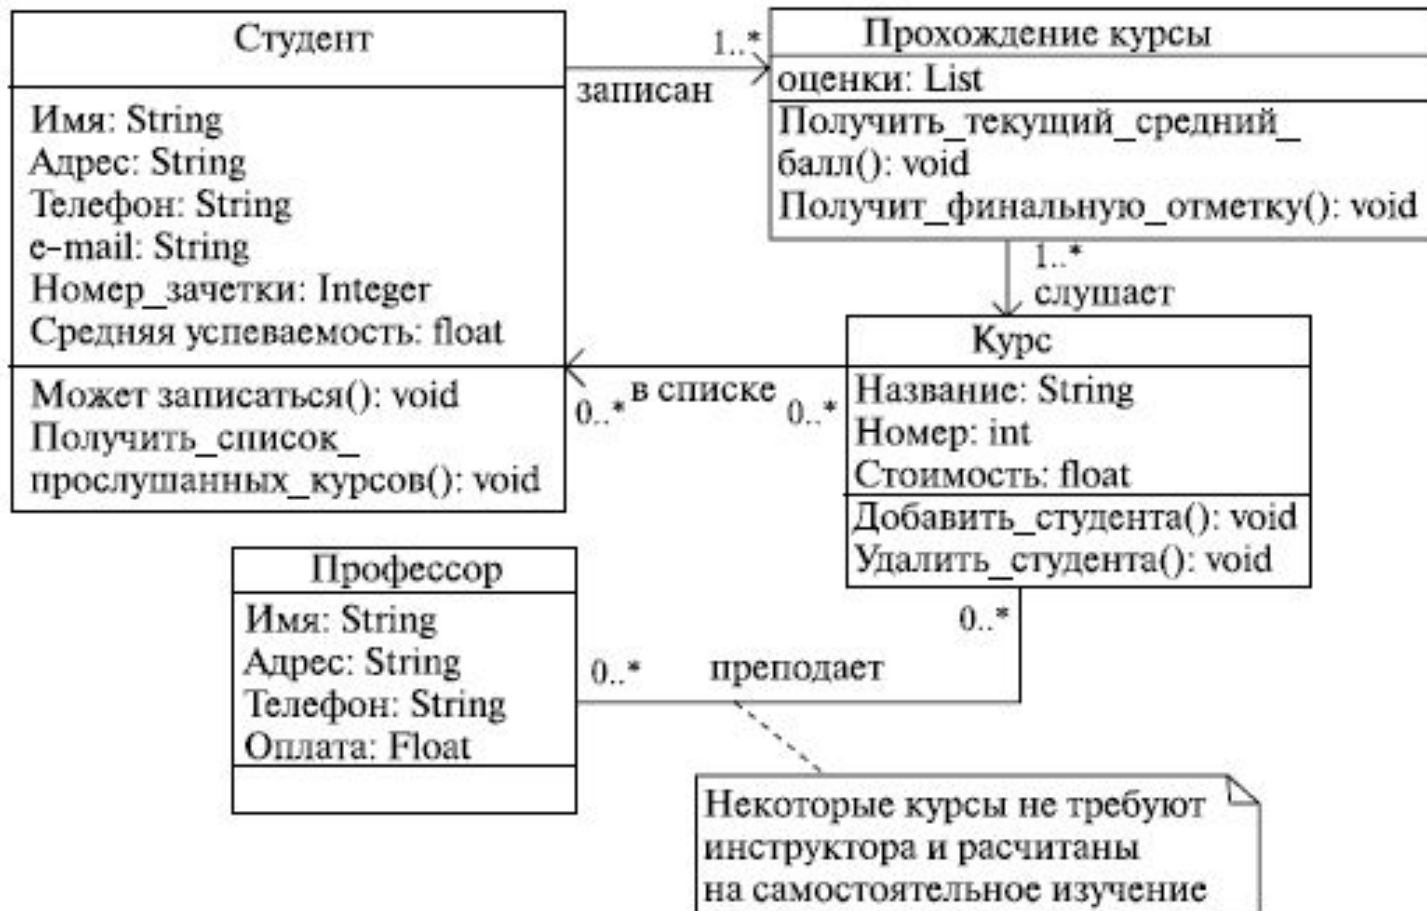 Студент
Имя: String
Адрес: String
Телефон: String
e-mail: String
Номер_зачетки: Integer
Средняя успеваемость: float
Может записаться(): void
Получить_список_
прослушанных_курсов(): void
1..*
записан
Прохождение курсы
оценки: List
Получить_текущий_средний_
балл(): void
Получит_финальную_отметку(): void
1..*
слушает
0..* в списке 0..*
Курс
Название: String
Номер: int
Стоимость: float
Добавить_студента(): void
Удалить_студента(): void
Профессор
Имя: String
Адрес: String
Телефон: String
Оплата: Float
0..*
0..* преподает
Некоторые курсы не требуют
инструктора и расчитаны
на самостоятельное изучение